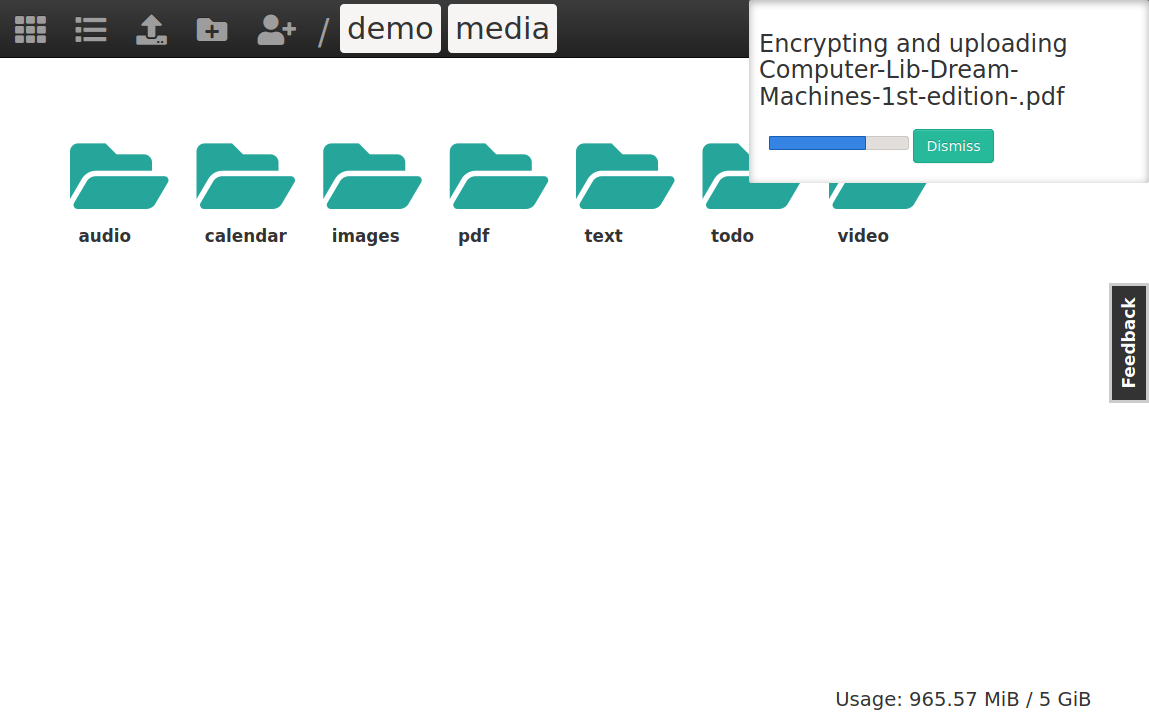 / demo media
Encrypting and uploading
Computer-Lib-Dream-
Machines-1st-edition-.pdf
Dismiss
audio calendar images pdf text todo video
Feedback
Usage: 965.57 MiB / 5 GiB